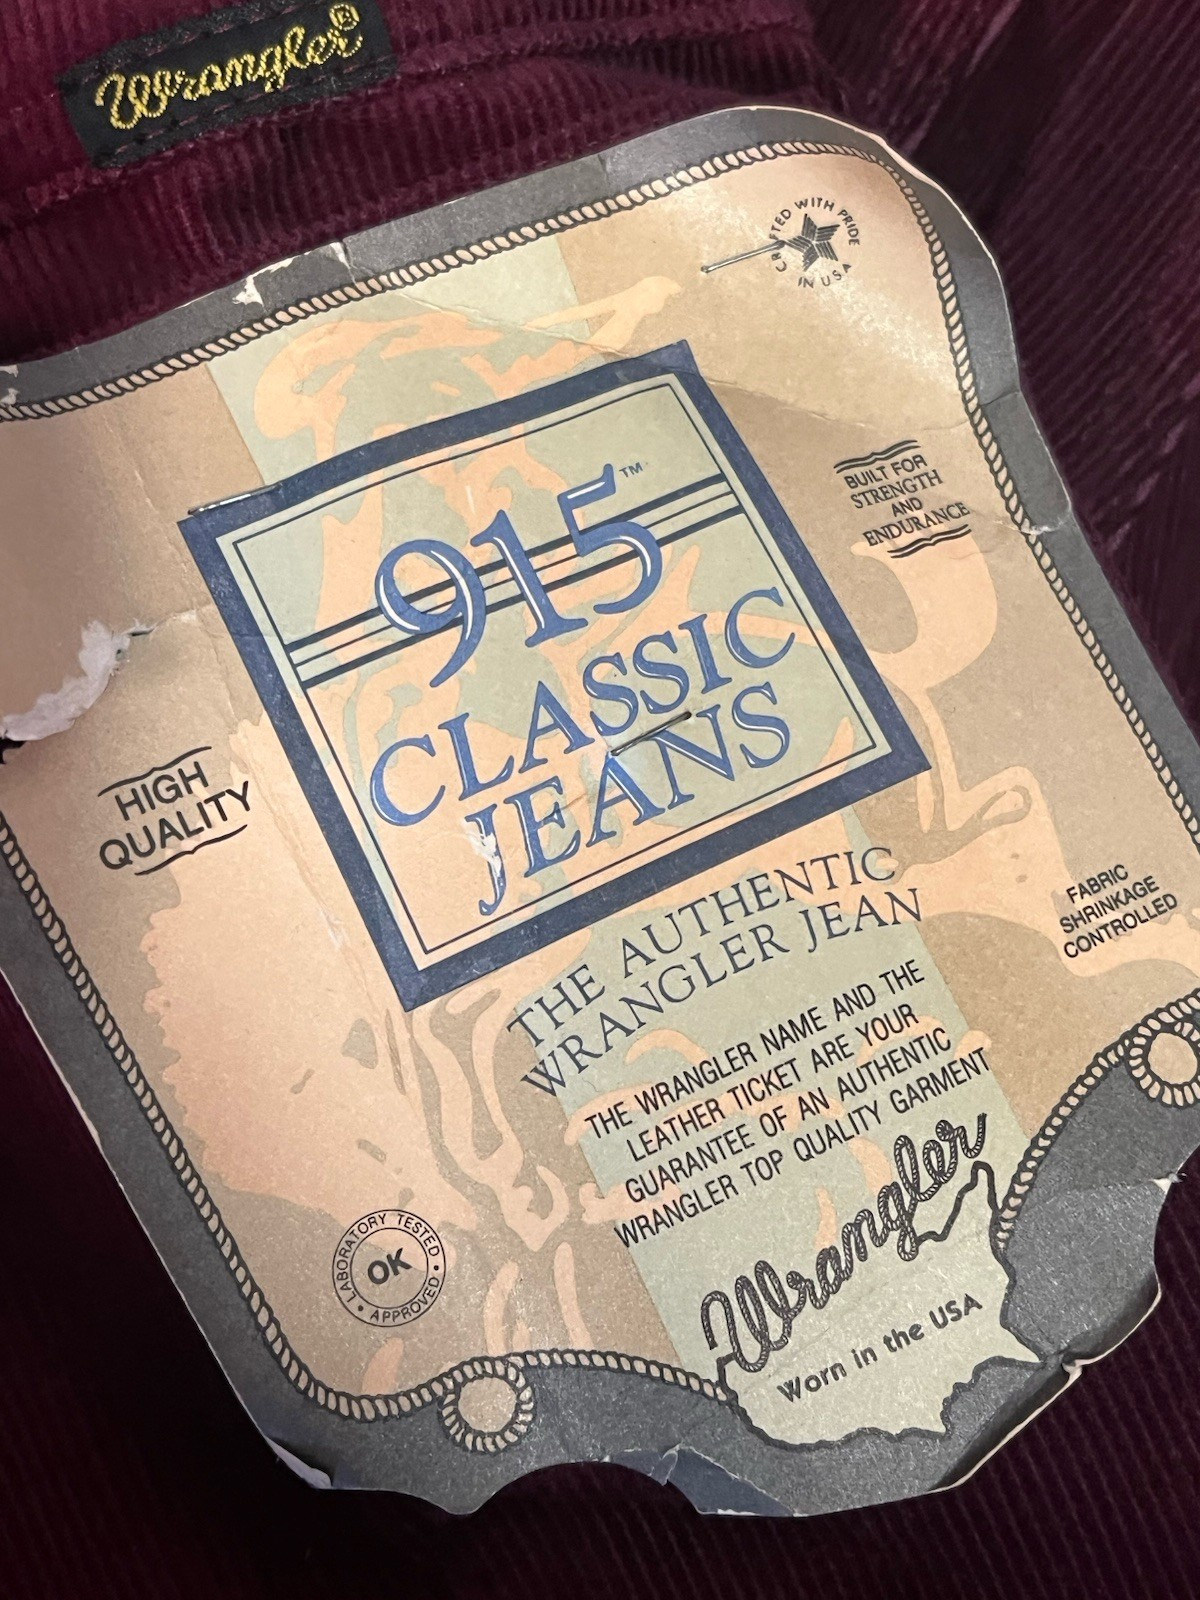 Wrangler®
CRAFTED WITH PRIDE
IN U.S.A
915™
CLASSIC
JEANS
BUILT FOR
STRENGTH
AND
ENDURANCE
HIGH
QUALITY
FABRIC
SHRINKAGE
CONTROLLED
THE AUTHENTIC
WRANGLER JEAN
THE WRANGLER NAME AND THE
LEATHER TICKET ARE YOUR
GUARANTEE OF AN AUTHENTIC
WRANGLER TOP QUALITY GARMENT
• LABORATORY TESTED •
OK
APPROVED
Wrangler
Worn in the USA